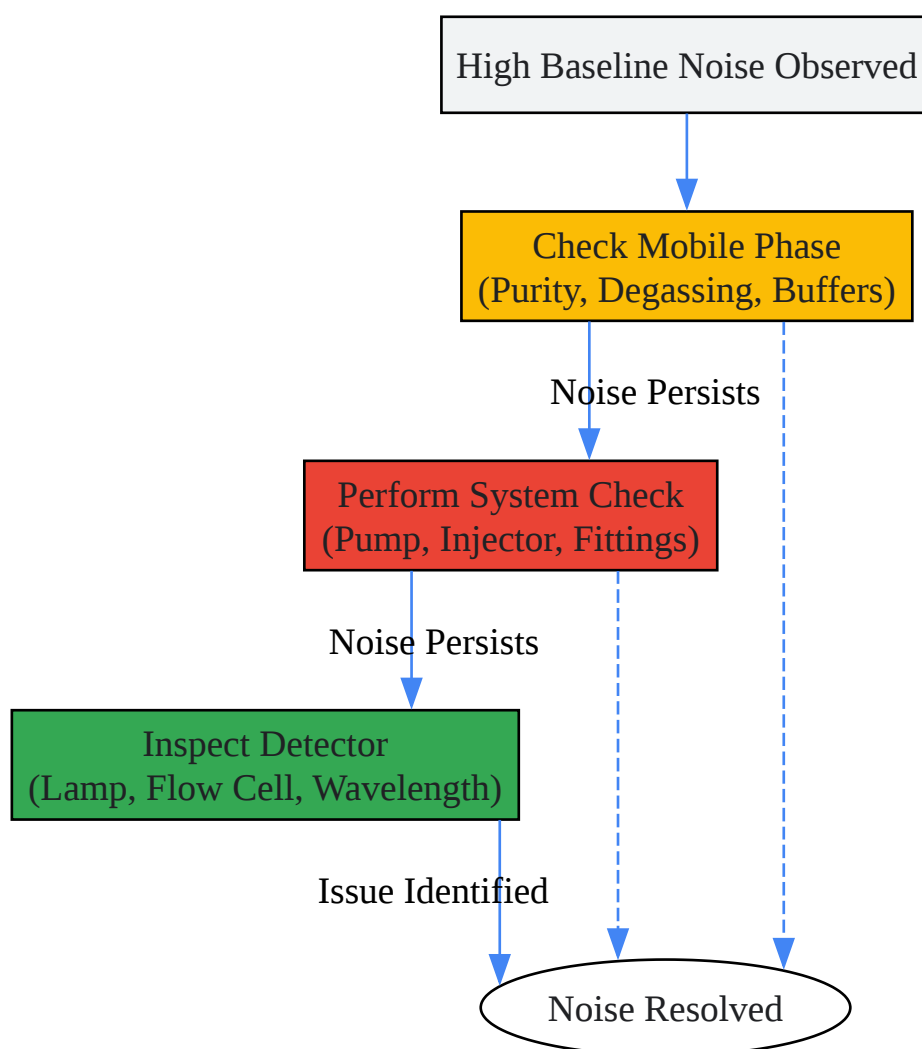 High Baseline Noise Observed
Check Mobile Phase
(Purity, Degassing, Buffers)
Noise Persists
Perform System Check
(Pump, Injector, Fittings)
Noise Persists
Inspect Detector
(Lamp, Flow Cell, Wavelength)
Issue Identified
Noise Resolved